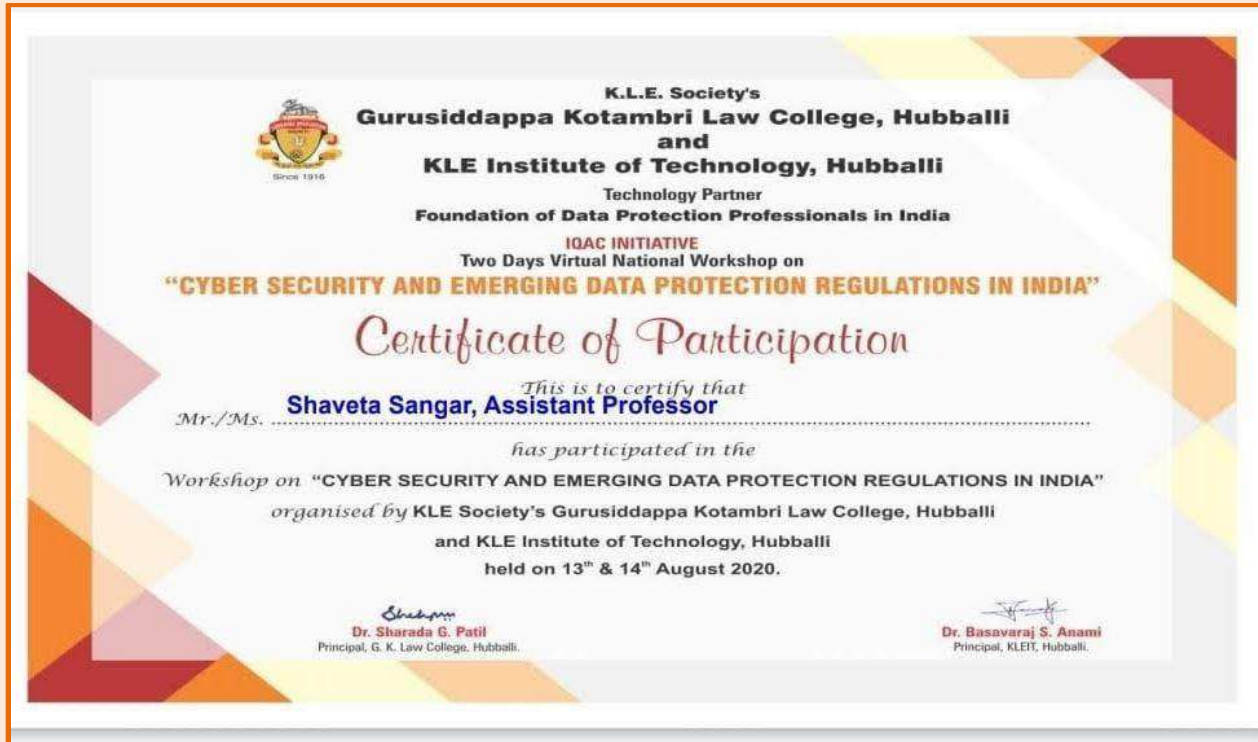 K.L.E. Society's
Gurusiddappa Kotambri Law College, Hubballi
and
KLE Institute of Technology, Hubballi
Since 1916
Technology Partner
Foundation of Data Protection Professionals in India
IQAC INITIATIVE
Two Days Virtual National Workshop on
“CYBER SECURITY AND EMERGING DATA PROTECTION REGULATIONS IN INDIA”
Certificate of Participation
This is to certify that
Mr./Ms. Shaveta Sangar, Assistant Professor
has participated in the
Workshop on “CYBER SECURITY AND EMERGING DATA PROTECTION REGULATIONS IN INDIA”
organised by KLE Society's Gurusiddappa Kotambri Law College, Hubballi
and KLE Institute of Technology, Hubballi
held on 13th & 14th August 2020.
Dr. Sharada G. Patil
Principal, G. K. Law College, Hubballi.
Dr. Basavaraj S. Anami
Principal, KLEIT, Hubballi.